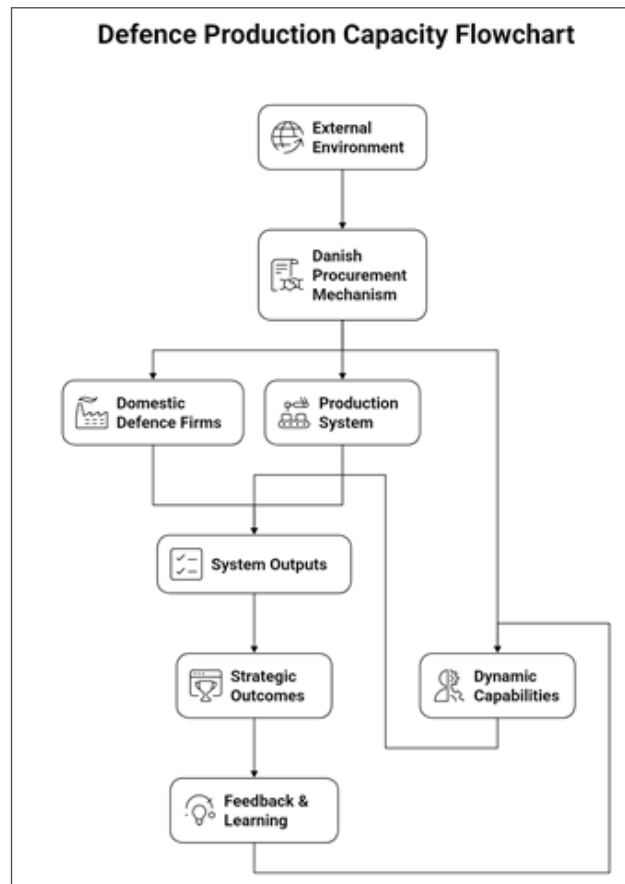 Defence Production Capacity Flowchart
External
Environment
Danish
Procurement
Mechanism
Domestic
Defence Firms
Production
System
System Outputs
Strategic
Outcomes
Dynamic
Capabilities
Feedback &
Learning